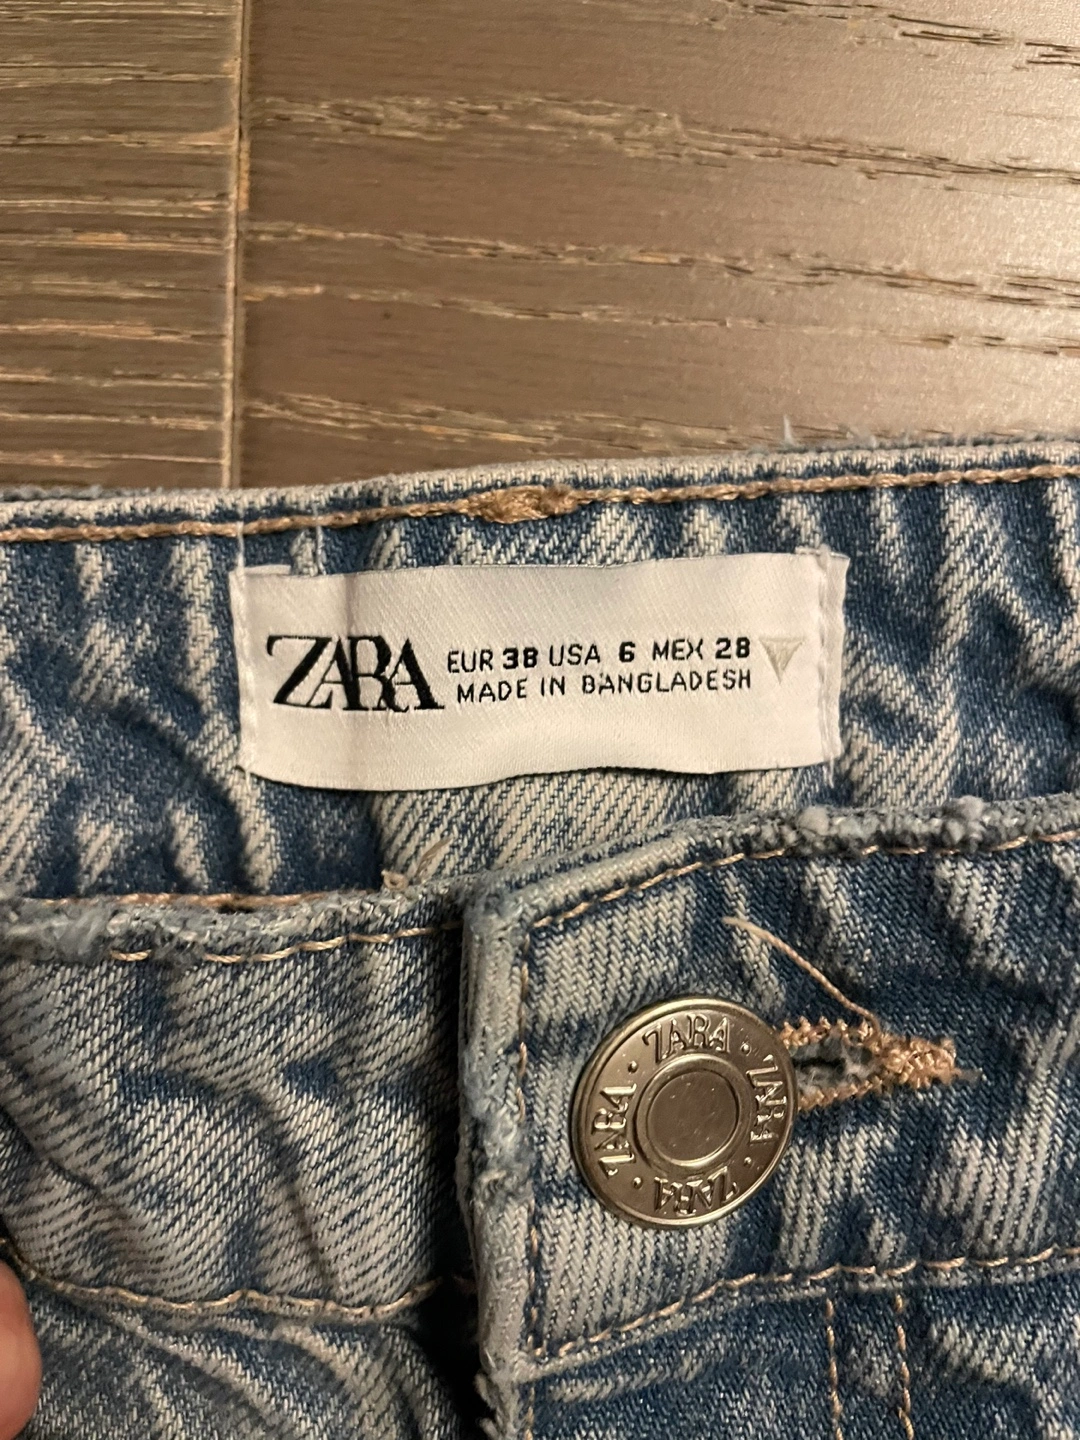 ZARA
EUR 38 USA 6 MEX 28
MADE IN BANGLADESH
ZARA · ZARA · ZARA · ZARA ·